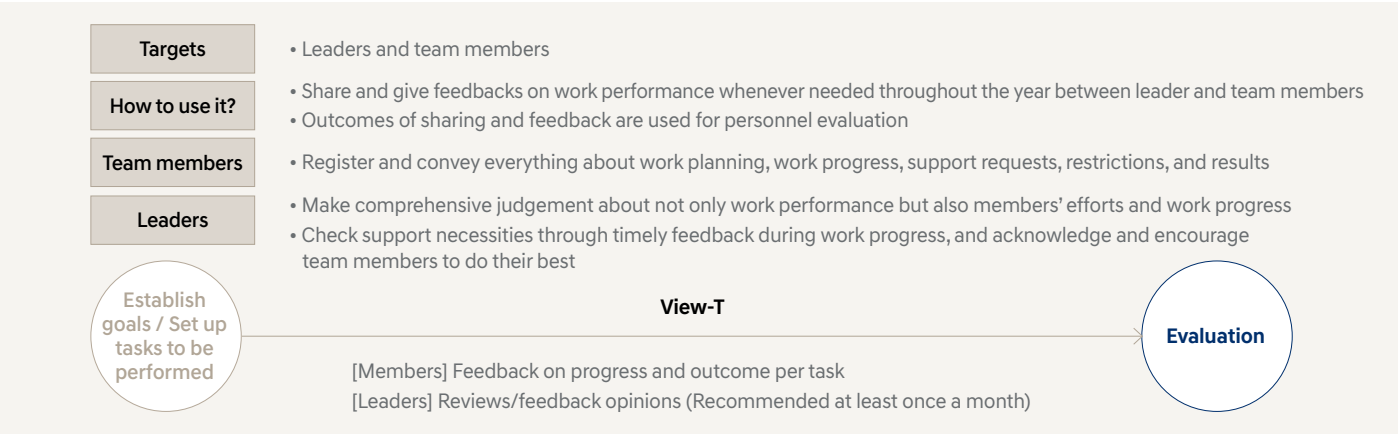 Targets
• Leaders and team members
How to use it?
• Share and give feedbacks on work performance whenever needed throughout the year between leader and team members
• Outcomes of sharing and feedback are used for personnel evaluation
Team members
• Register and convey everything about work planning, work progress, support requests, restrictions, and results
Leaders
• Make comprehensive judgement about not only work performance but also members’ efforts and work progress
• Check support necessities through timely feedback during work progress, and acknowledge and encourage
team members to do their best
Establish
goals / Set up
tasks to be
performed
View-T
[Members] Feedback on progress and outcome per task
[Leaders] Reviews/feedback opinions (Recommended at least once a month)
Evaluation